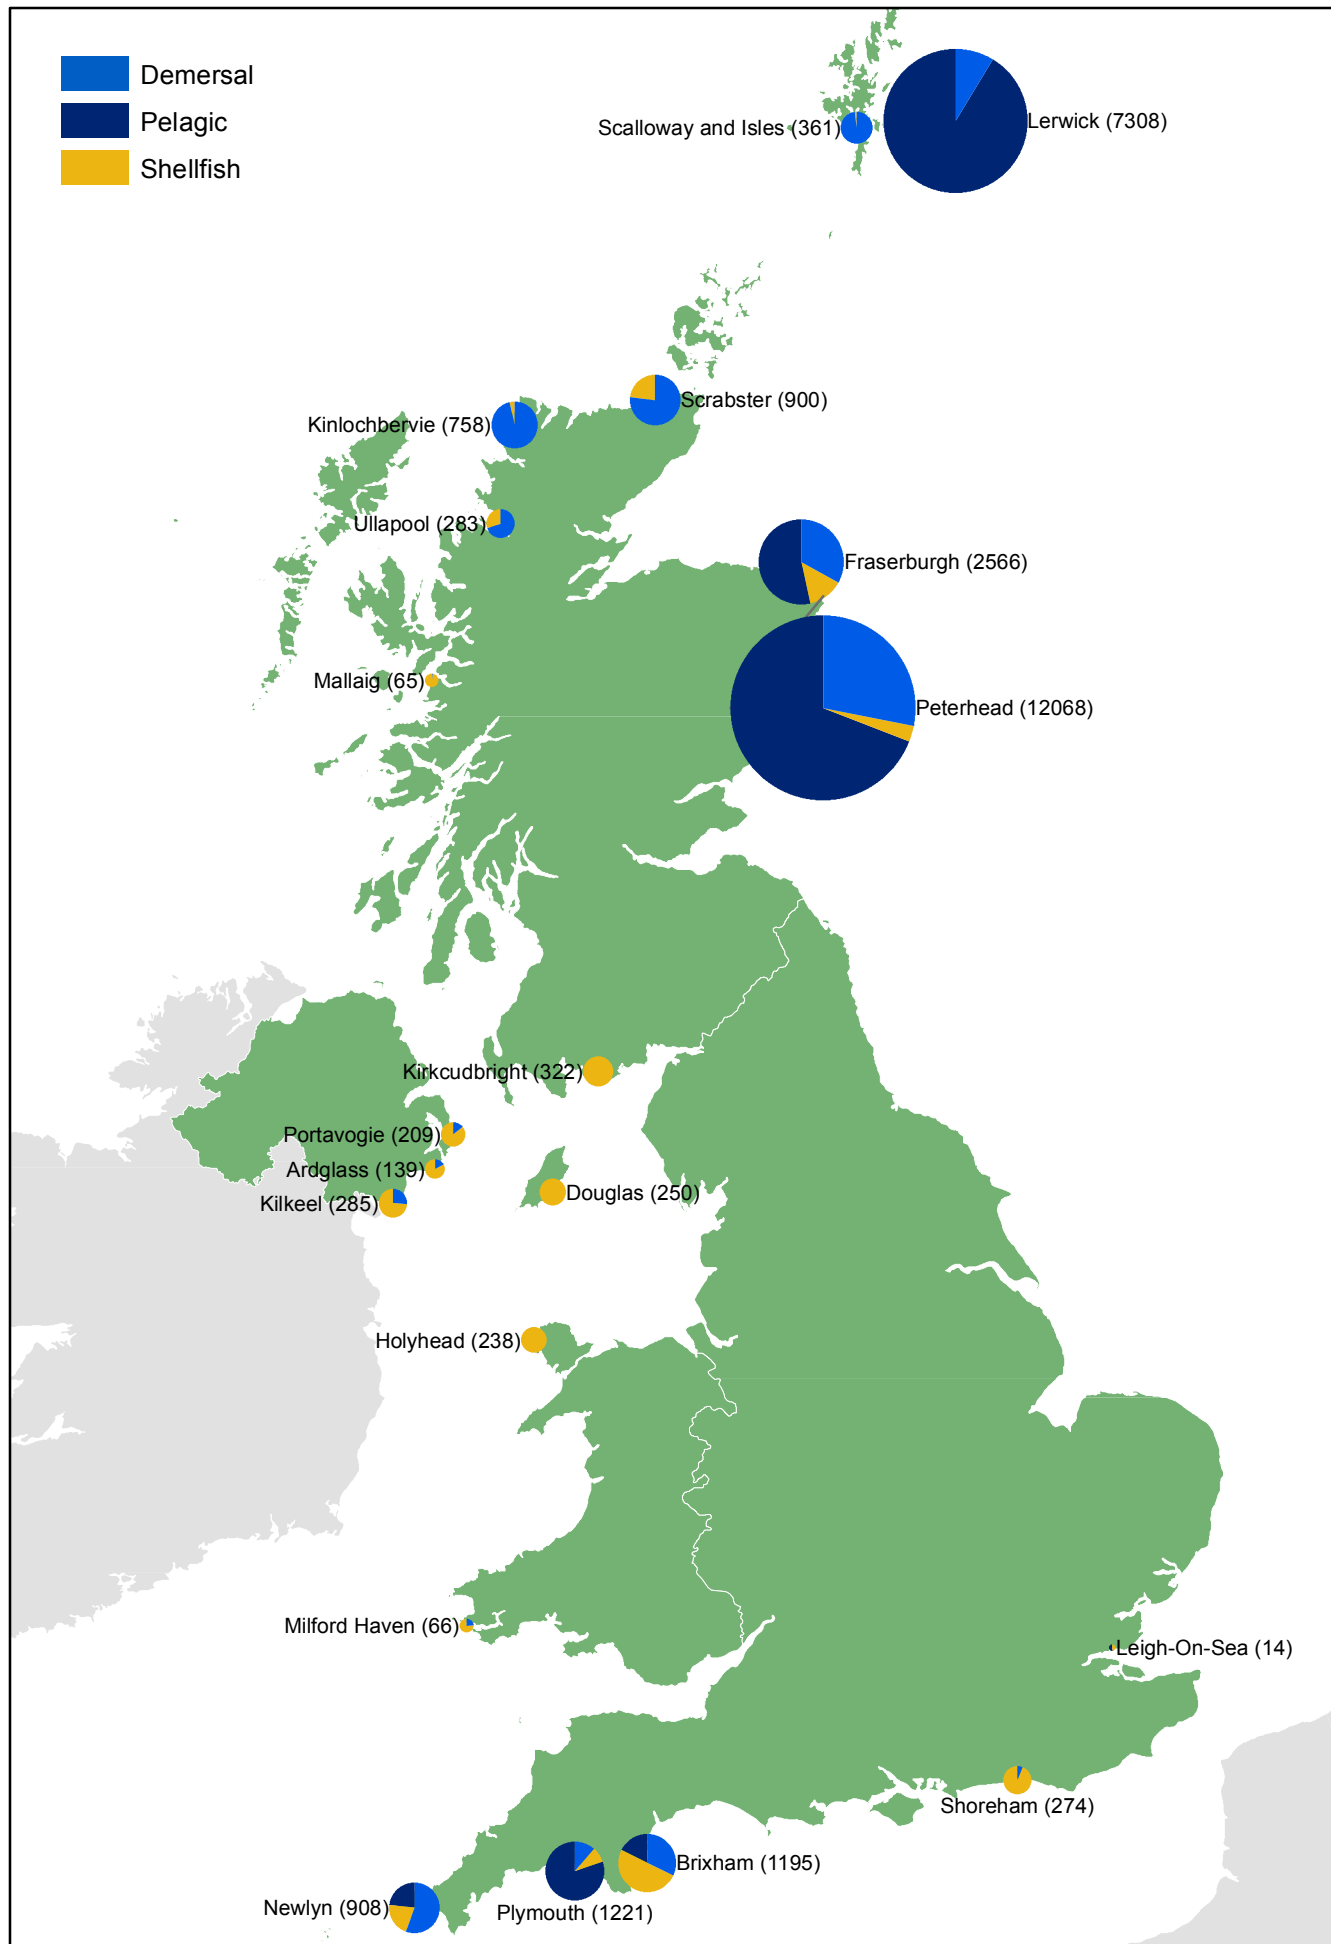 Demersal
Pelagic
Shellfish
Scalloway and Isles (361)
Lerwick (7308)
Scrabster (900)
Kinlochbervie (758)
Ullapool (283)
Fraserburgh (2566)
Mallaig (65)
Peterhead (12068)
Kirkcudbright (322)
Portavogie (209)
Ardglass (139)
Douglas (250)
Kilkeel (285)
Holyhead (238)
Milford Haven (66)
Leigh-On-Sea (14)
Shoreham (274)
Brixham (1195)
Newlyn (908)
Plymouth (1221)